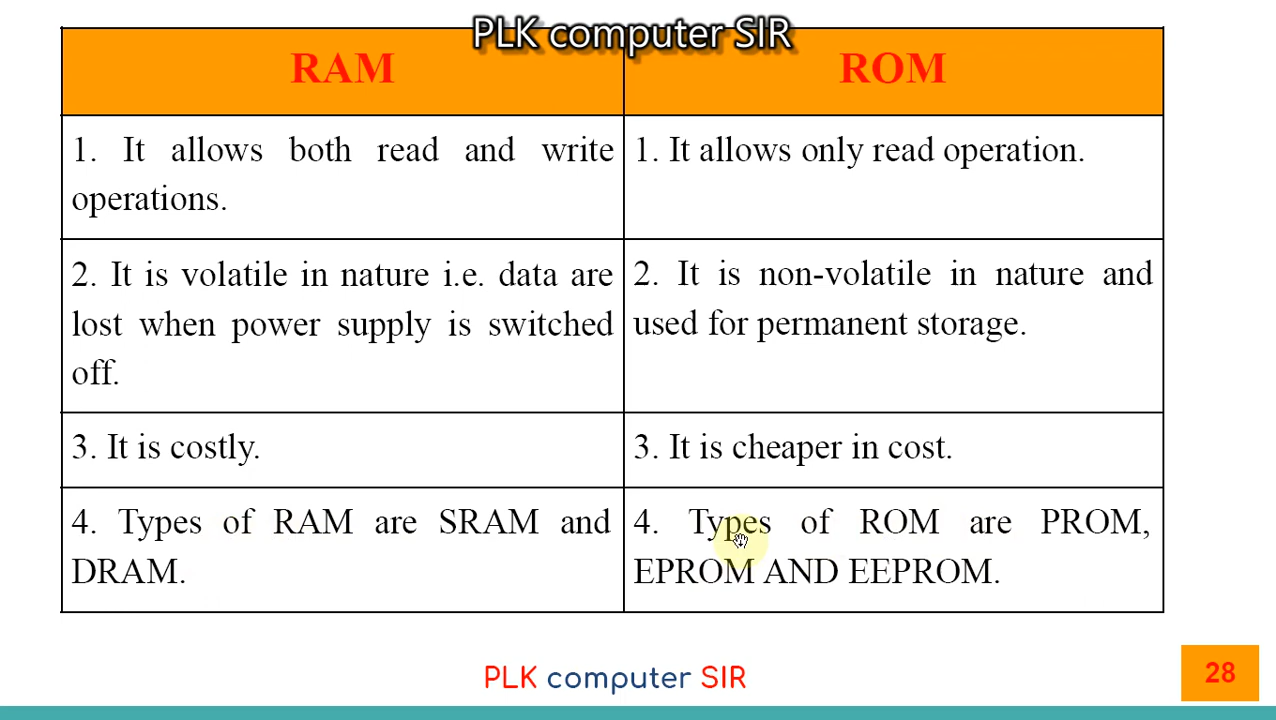 PLK computer SIR
RAM
ROM
1. It allows both read and write
operations.
1. It allows only read operation.
2. It is volatile in nature i.e. data are
lost when power supply is switched
off.
2. It is non-volatile in nature and
used for permanent storage.
3. It is costly.
3. It is cheaper in cost.
4. Types of RAM are SRAM and
DRAM.
4. Types of ROM are PROM,
EPROM AND EEPROM.
PLK computer SIR
28